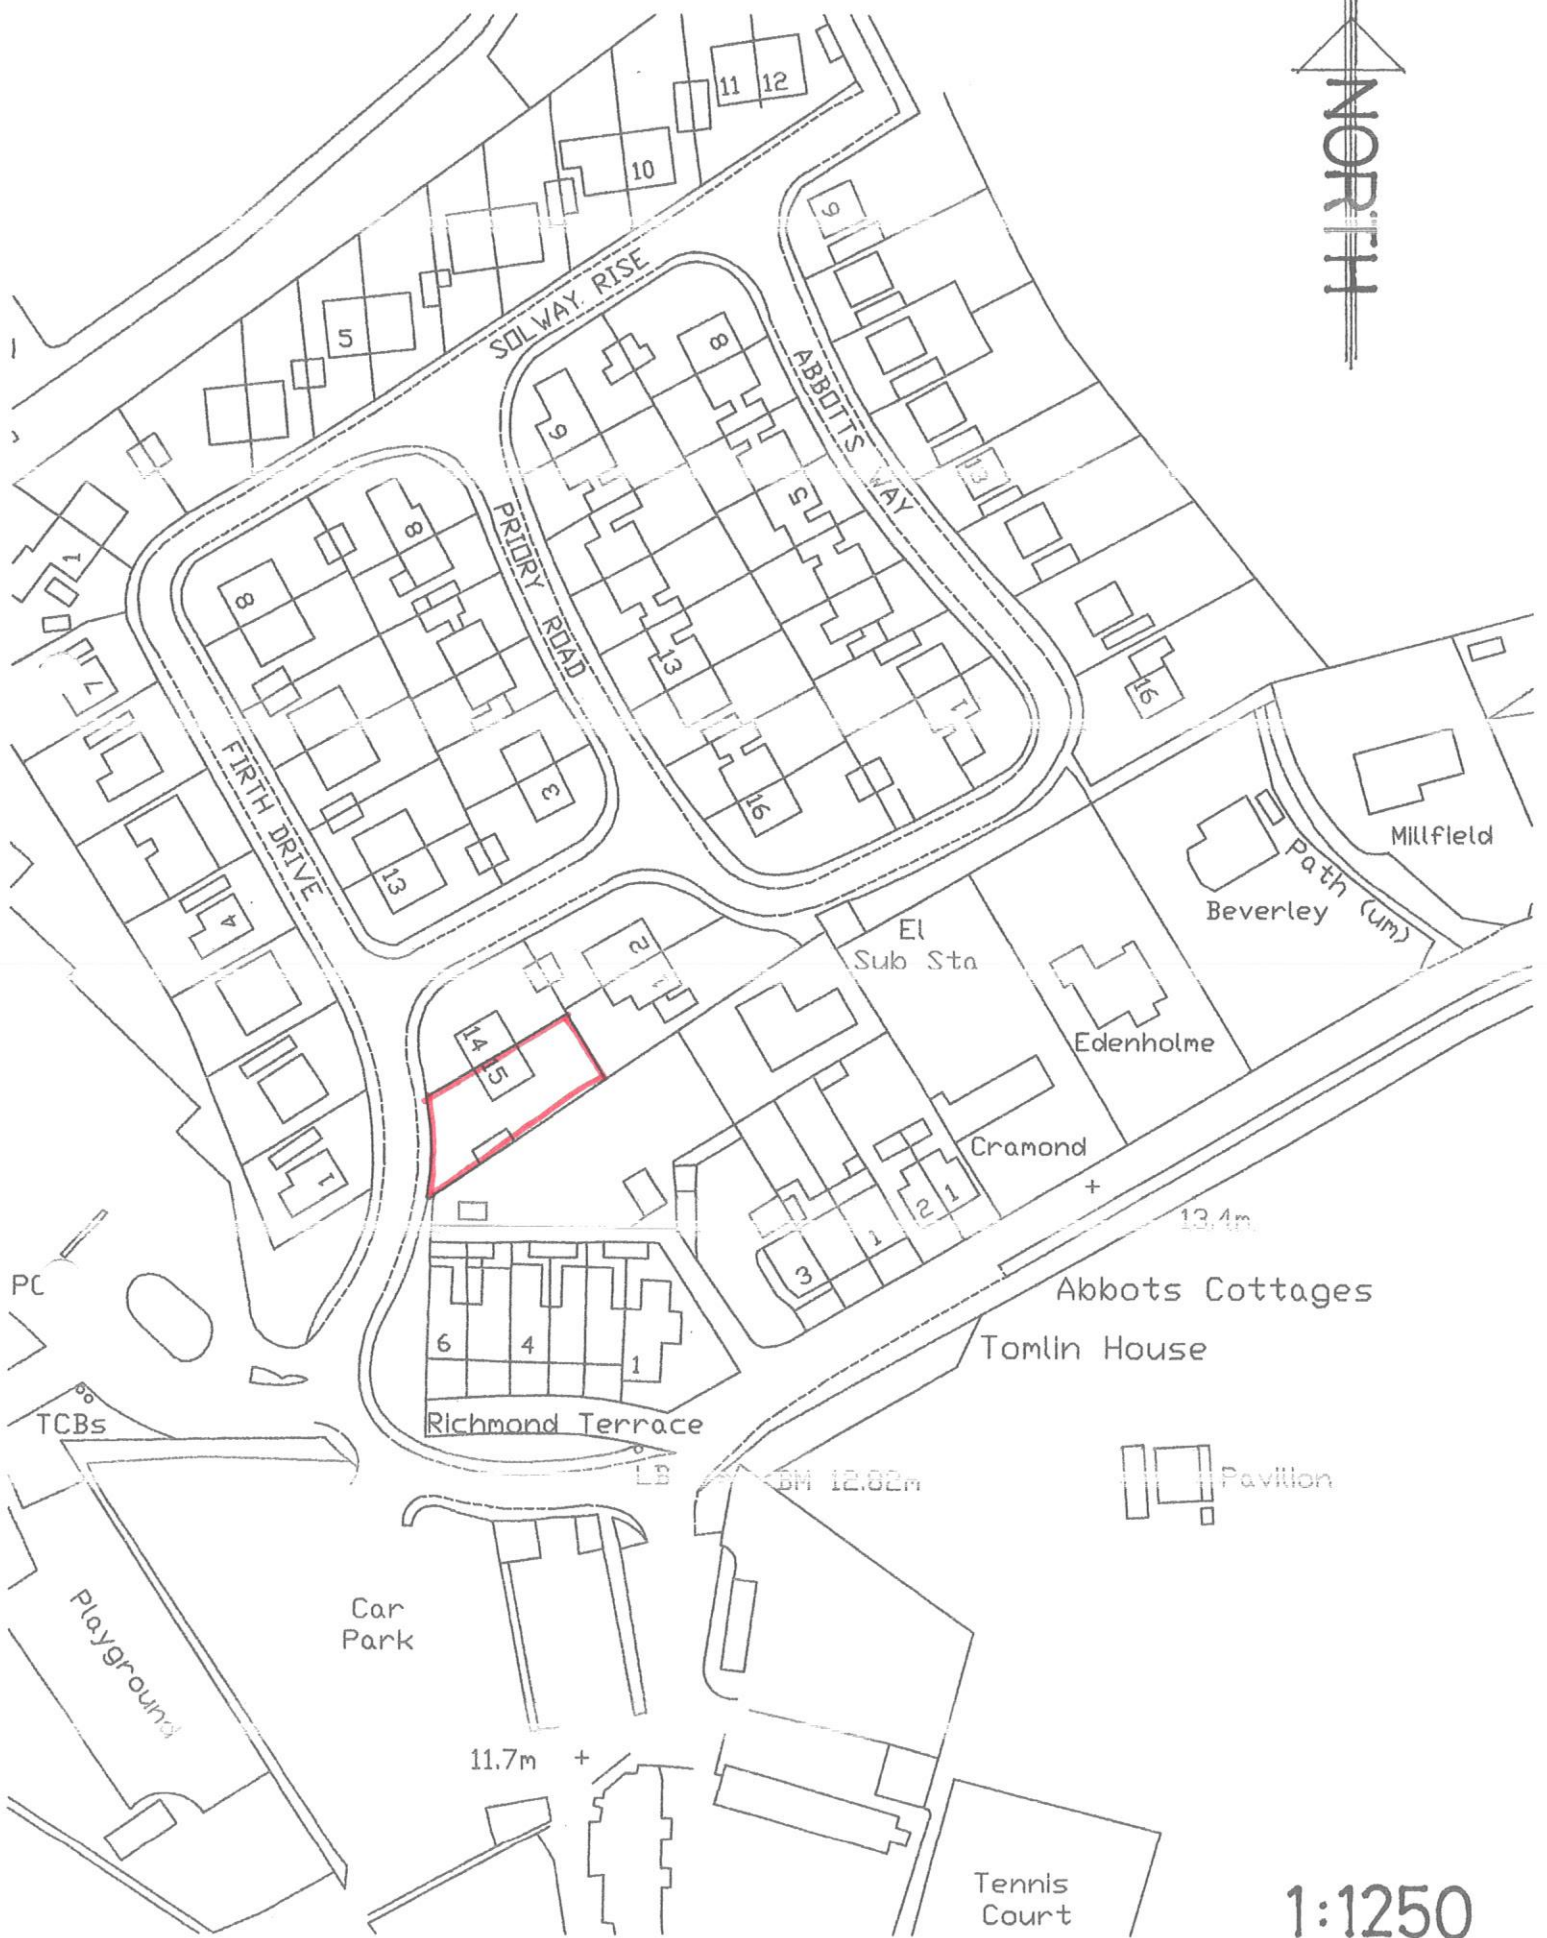 NORTH
11 12
10
9
SOLWAY RISE
5
8
ABBOTTS WAY
9
5
13
1
8
8
PRIORY ROAD
13
7
16
1
FIRTH DRIVE
3
16
Millfield
13
Path (um)
Beverley
4
2
El
Sub Sta
Edenholme
14
15
Cramond
1
2 1
13.4m
3
1
PC
Abbots Cottages
6
4
1
Tomlin House
TCBs
Richmond Terrace
LB
BM 12.82m
Pavilion
Playground
Car
Park
11.7m
Tennis
Court
1:1250